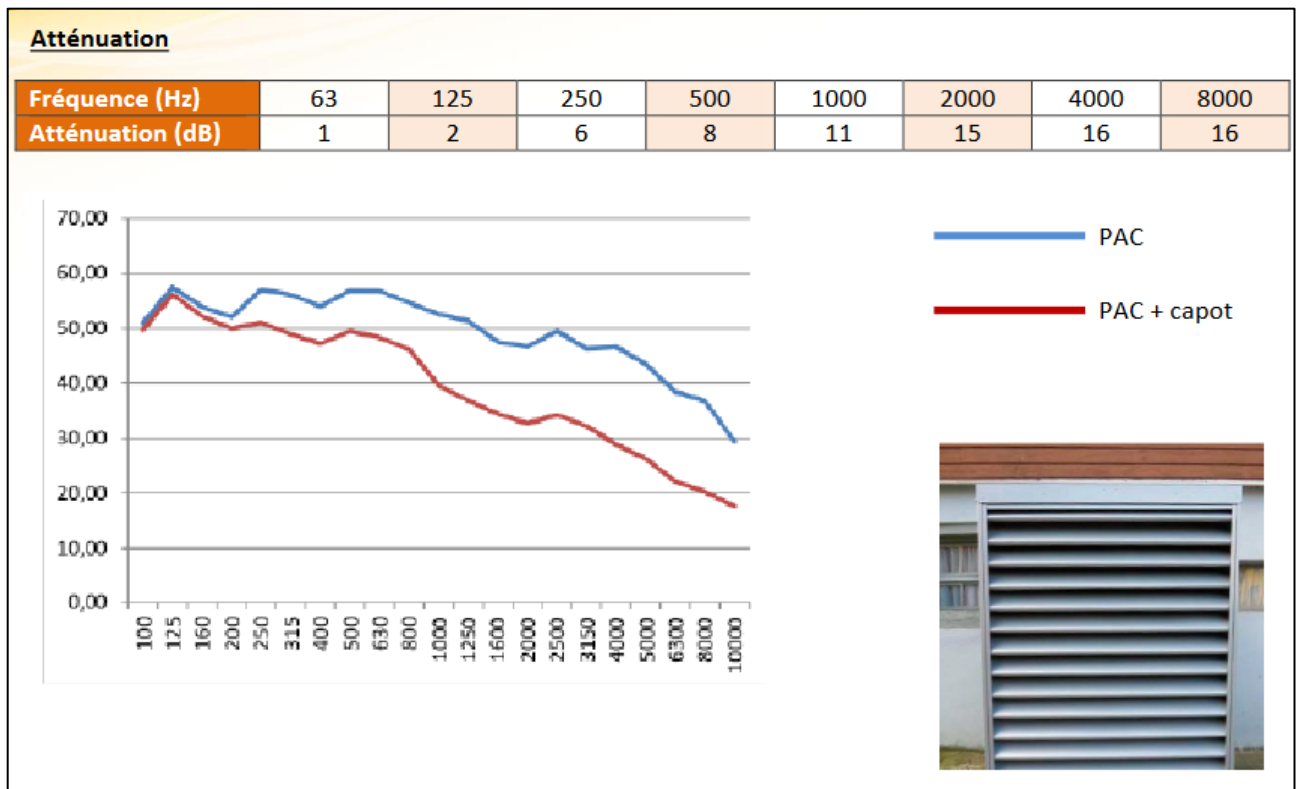 Atténuation
Fréquence (Hz) 63 125 250 500 1000 2000 4000 8000
Atténuation (dB) 1 2 6 8 11 15 16 16
70,00
60,00
50,00
40,00
30,00
20,00
10,00
0,00
100 125 160 200 250 315 400 500 630 800 1000 1250 1600 2000 2500 3150 4000 5000 6300 8000 10000
PAC
PAC + capot